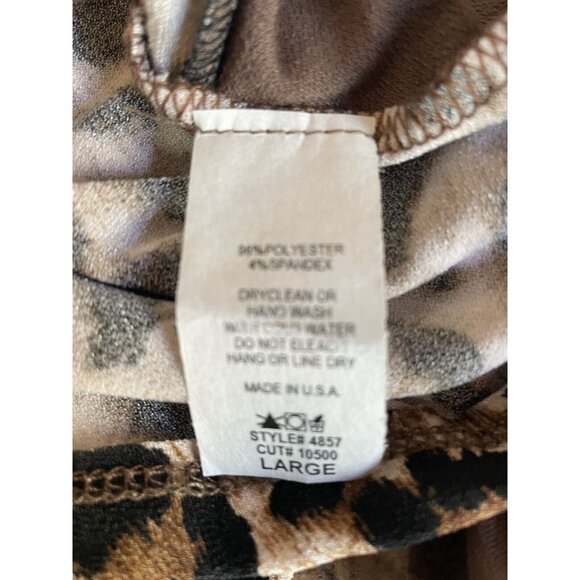 96%POLYESTER
4%SPANDEX
DRYCLEAN OR
HAND WASH
WATER
DO NOT BLEACH
HANG OR LINE DRY
MADE IN U.S.A.
STYLE# 4857
CUT# 10500
LARGE